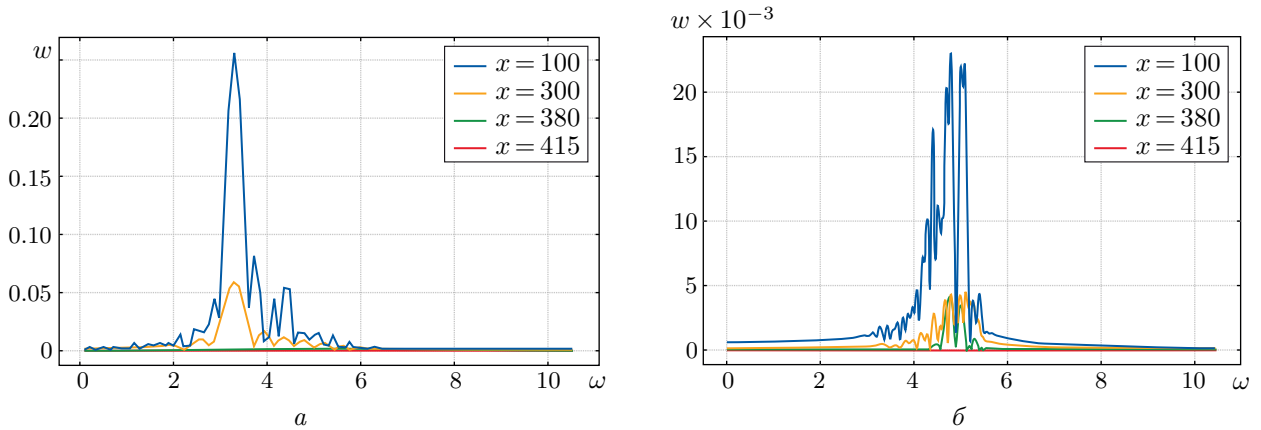 w
0.20
0.15
0.10
0.05
0
0 2 4 6 8 10 ω
x = 100
x = 300
x = 380
x = 415
а
w × 10⁻³
20
15
10
5
0
0 2 4 6 8 10 ω
x = 100
x = 300
x = 380
x = 415
б